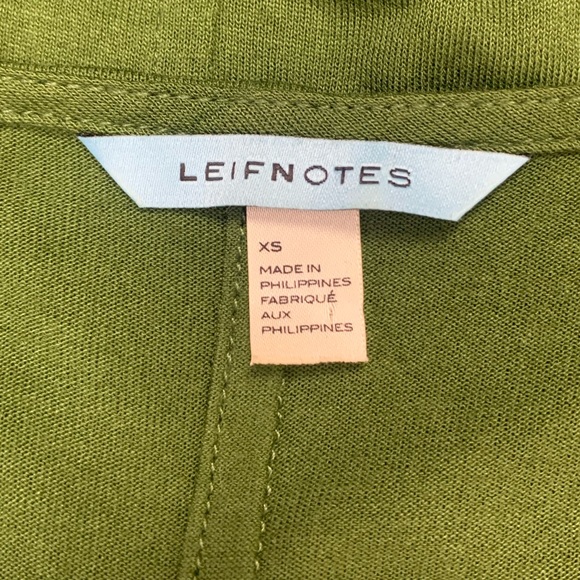 LEIFNOTES
XS
MADE IN
PHILIPPINES
FABRIQUÉ
AUX
PHILIPPINES